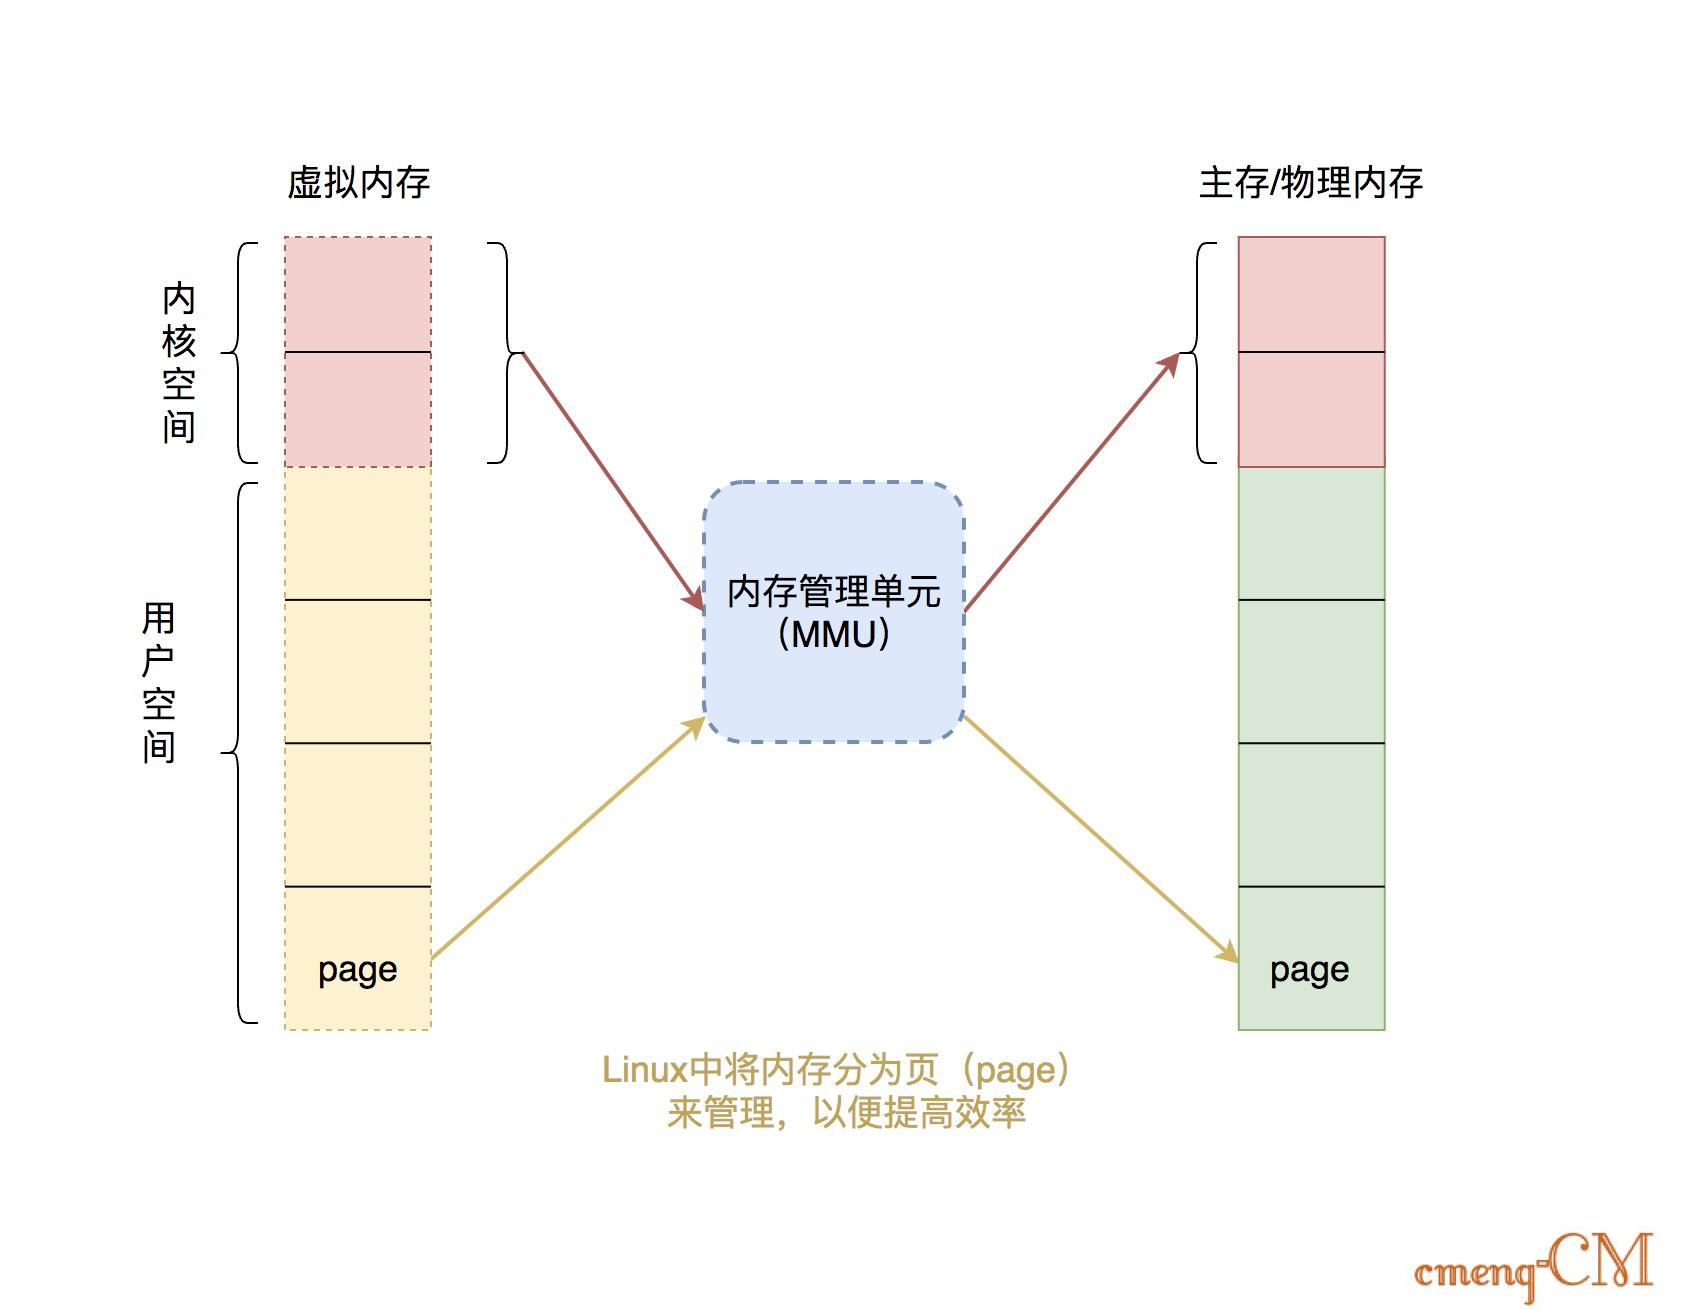 虚拟内存
主存/物理内存
内核空间
用户空间
内存管理单元
（MMU）
page
page
Linux中将内存分为页（page）
来管理，以便提高效率
cmenq-CM